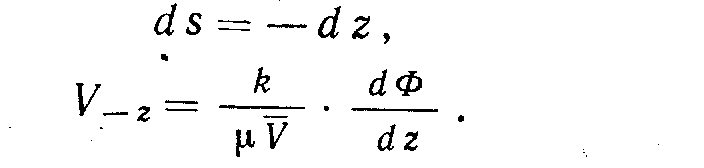 ds = −dz,
V₋z = k/(μV̅) · dΦ/dz .